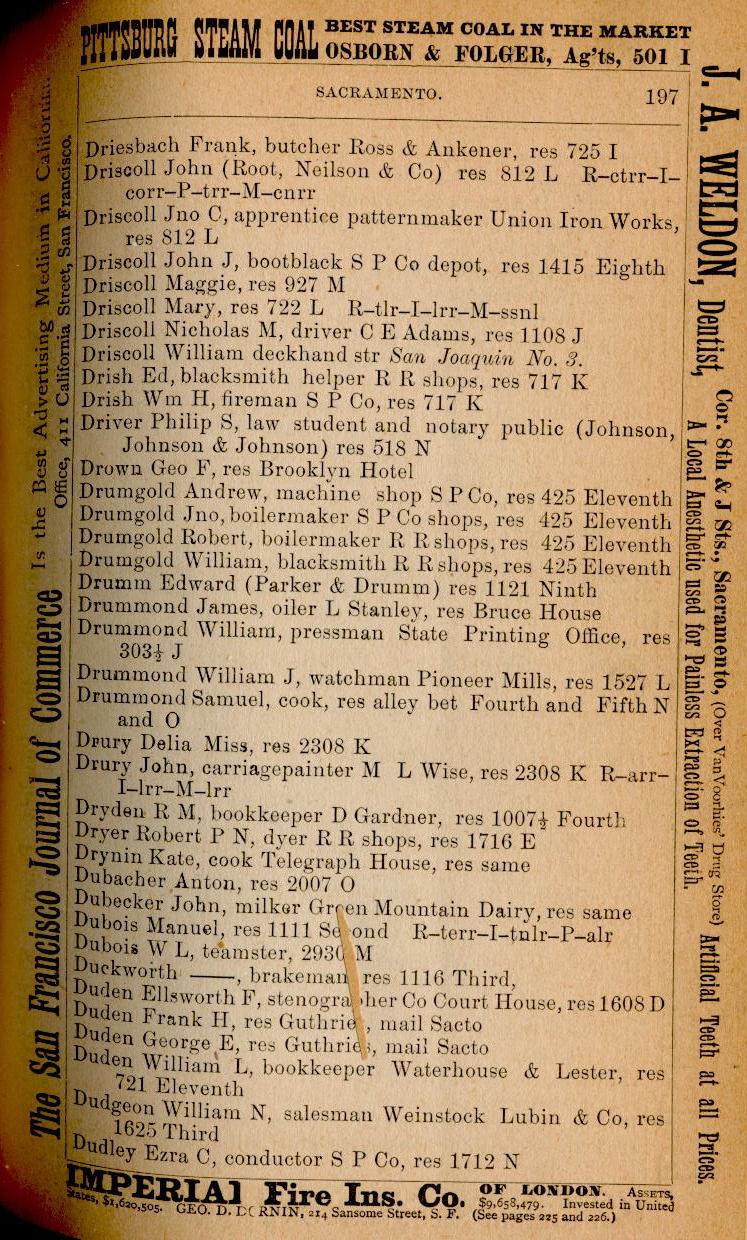 PITTSBURG STEAM COAL BEST STEAM COAL IN THE MARKET
OSBORN & FOLGER, Ag'ts, 501 I
SACRAMENTO. 197
Driesbach Frank, butcher Ross & Ankener, res 725 I
Driscoll John (Root, Neilson & Co) res 812 L R-ctrr-I-
corr-P-trr-M-cnrr
Driscoll Jno C, apprentice patternmaker Union Iron Works,
res 812 L
Driscoll John J, bootblack S P Co depot, res 1415 Eighth
Driscoll Maggie, res 927 M
Driscoll Mary, res 722 L R-tlr-I-lrr-M-ssnl
Driscoll Nicholas M, driver C E Adams, res 1108 J
Driscoll William deckhand str San Joaquin No. 3.
Drish Ed, blacksmith helper R R shops, res 717 K
Drish Wm H, fireman S P Co, res 717 K
Driver Philip S, law student and notary public (Johnson,
Johnson & Johnson) res 518 N
Drown Geo F, res Brooklyn Hotel
Drumgold Andrew, machine shop S P Co, res 425 Eleventh
Drumgold Jno, boilermaker S P Co shops, res 425 Eleventh
Drumgold Robert, boilermaker R R shops, res 425 Eleventh
Drumgold William, blacksmith R R shops, res 425 Eleventh
Drumm Edward (Parker & Drumm) res 1121 Ninth
Drummond James, oiler L Stanley, res Bruce House
Drummond William, pressman State Printing Office, res
303½ J
Drummond William J, watchman Pioneer Mills, res 1527 L
Drummond Samuel, cook, res alley bet Fourth and Fifth N
and O
Drury Delia Miss, res 2308 K
Drury John, carriagepainter M L Wise, res 2308 K R-arr-
I-lrr-M-lrr
Dryden R M, bookkeeper D Gardner, res 1007½ Fourth
Dryer Robert P N, dyer R R shops, res 1716 E
Drynin Kate, cook Telegraph House, res same
Dubacher Anton, res 2007 O
Dubecker John, milker Green Mountain Dairy, res same
Dubois Manuel, res 1111 Second R-terr-I-tnlr-P-alr
Dubois W L, teamster, 2930 M
Duckworth ——, brakeman res 1116 Third,
Duden Ellsworth F, stenographer Co Court House, res 1608 D
Duden Frank H, res Guthrie, mail Sacto
Duden George E, res Guthries, mail Sacto
Duden William L, bookkeeper Waterhouse & Lester, res
721 Eleventh
Dudgeon William N, salesman Weinstock Lubin & Co, res
1625 Third
Dudley Ezra C, conductor S P Co, res 1712 N
IMPERIAl Fire Ins. Co. OF LONDON. ASSETS,
$9,658,479. Invested in United
States, $1,620,505. GEO. D. DORNIN, 214 Sansome Street, S. F. (See pages 225 and 226.)
The San Francisco Journal of Commerce Is the Best Advertising Medium in California.
Office, 411 California Street, San Francisco.
J. A. WELDON, Dentist, Cor. 8th & J Sts., Sacramento, (Over VanVoorhies' Drug Store) Artificial Teeth at all Prices.
A Local Anesthetic used for Painless Extraction of Teeth.